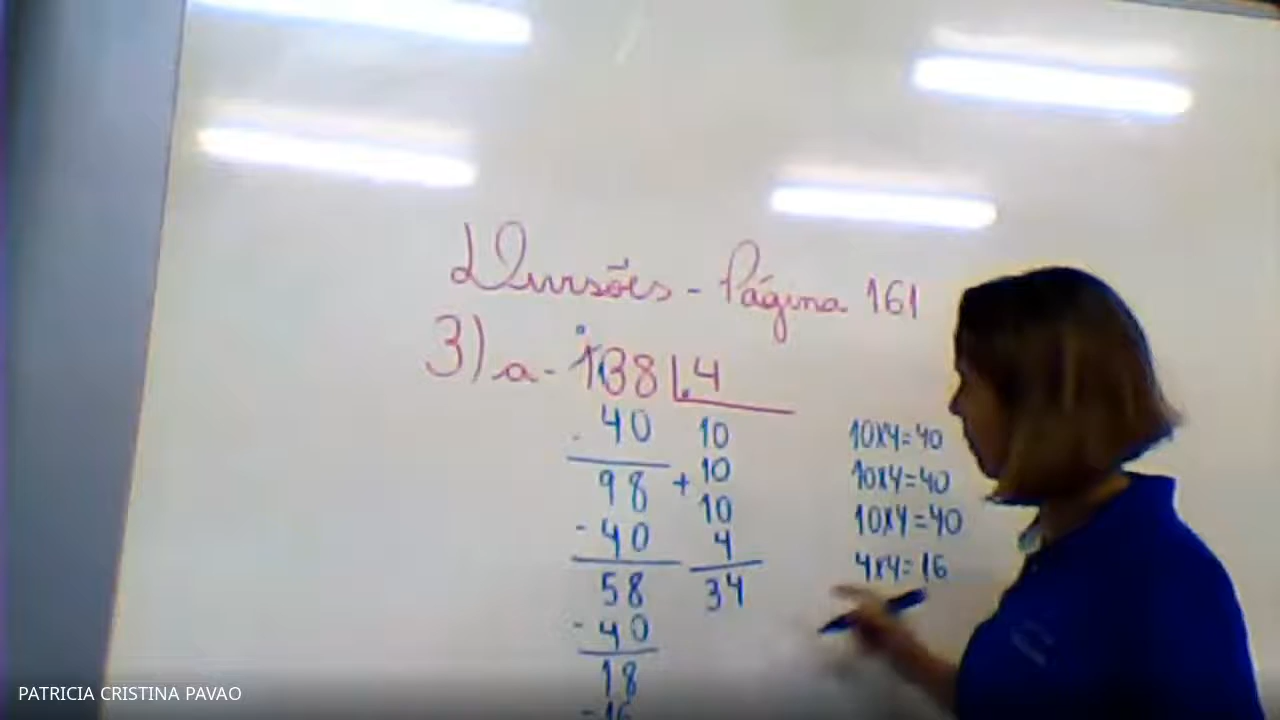 Divisões - Página 161
3) a - 138 4
- 40 10
98 + 10
- 40 10
58 4
- 40 34
18
- 16
10x4=40
10x4=40
10x4=40
4x4=16
PATRICIA CRISTINA PAVAO